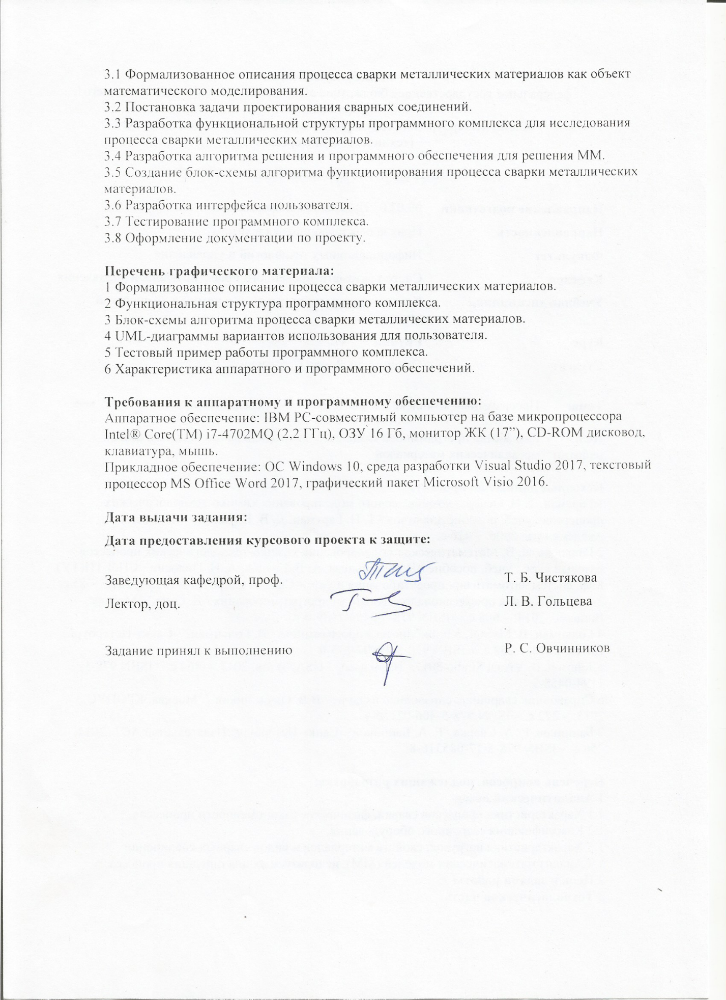 3.1 Формализованное описания процесса сварки металлических материалов как объект
математического моделирования.
3.2 Постановка задачи проектирования сварных соединений.
3.3 Разработка функциональной структуры программного комплекса для исследования
процесса сварки металлических материалов.
3.4 Разработка алгоритма решения и программного обеспечения для решения ММ.
3.5 Создание блок-схемы алгоритма функционирования процесса сварки металлических
материалов.
3.6 Разработка интерфейса пользователя.
3.7 Тестирование программного комплекса.
3.8 Оформление документации по проекту.
Перечень графического материала:
1 Формализованное описание процесса сварки металлических материалов.
2 Функциональная структура программного комплекса.
3 Блок-схемы алгоритма процесса сварки металлических материалов.
4 UML-диаграммы вариантов использования для пользователя.
5 Тестовый пример работы программного комплекса.
6 Характеристика аппаратного и программного обеспечений.
Требования к аппаратному и программному обеспечению:
Аппаратное обеспечение: IBM PC-совместимый компьютер на базе микропроцессора
Intel® Core(TM) i7-4702MQ (2.2 ГГц), ОЗУ 16 Гб, монитор ЖК (17”), CD-ROM дисковод,
клавиатура, мышь.
Прикладное обеспечение: ОС Windows 10, среда разработки Visual Studio 2017, текстовый
процессор MS Office Word 2017, графический пакет Microsoft Visio 2016.
Дата выдачи задания:
Дата предоставления курсового проекта к защите:
Заведующая кафедрой, проф. Т. Б. Чистякова
Лектор, доц. Л. В. Гольцева
Задание принял к выполнению Р. С. Овчинников